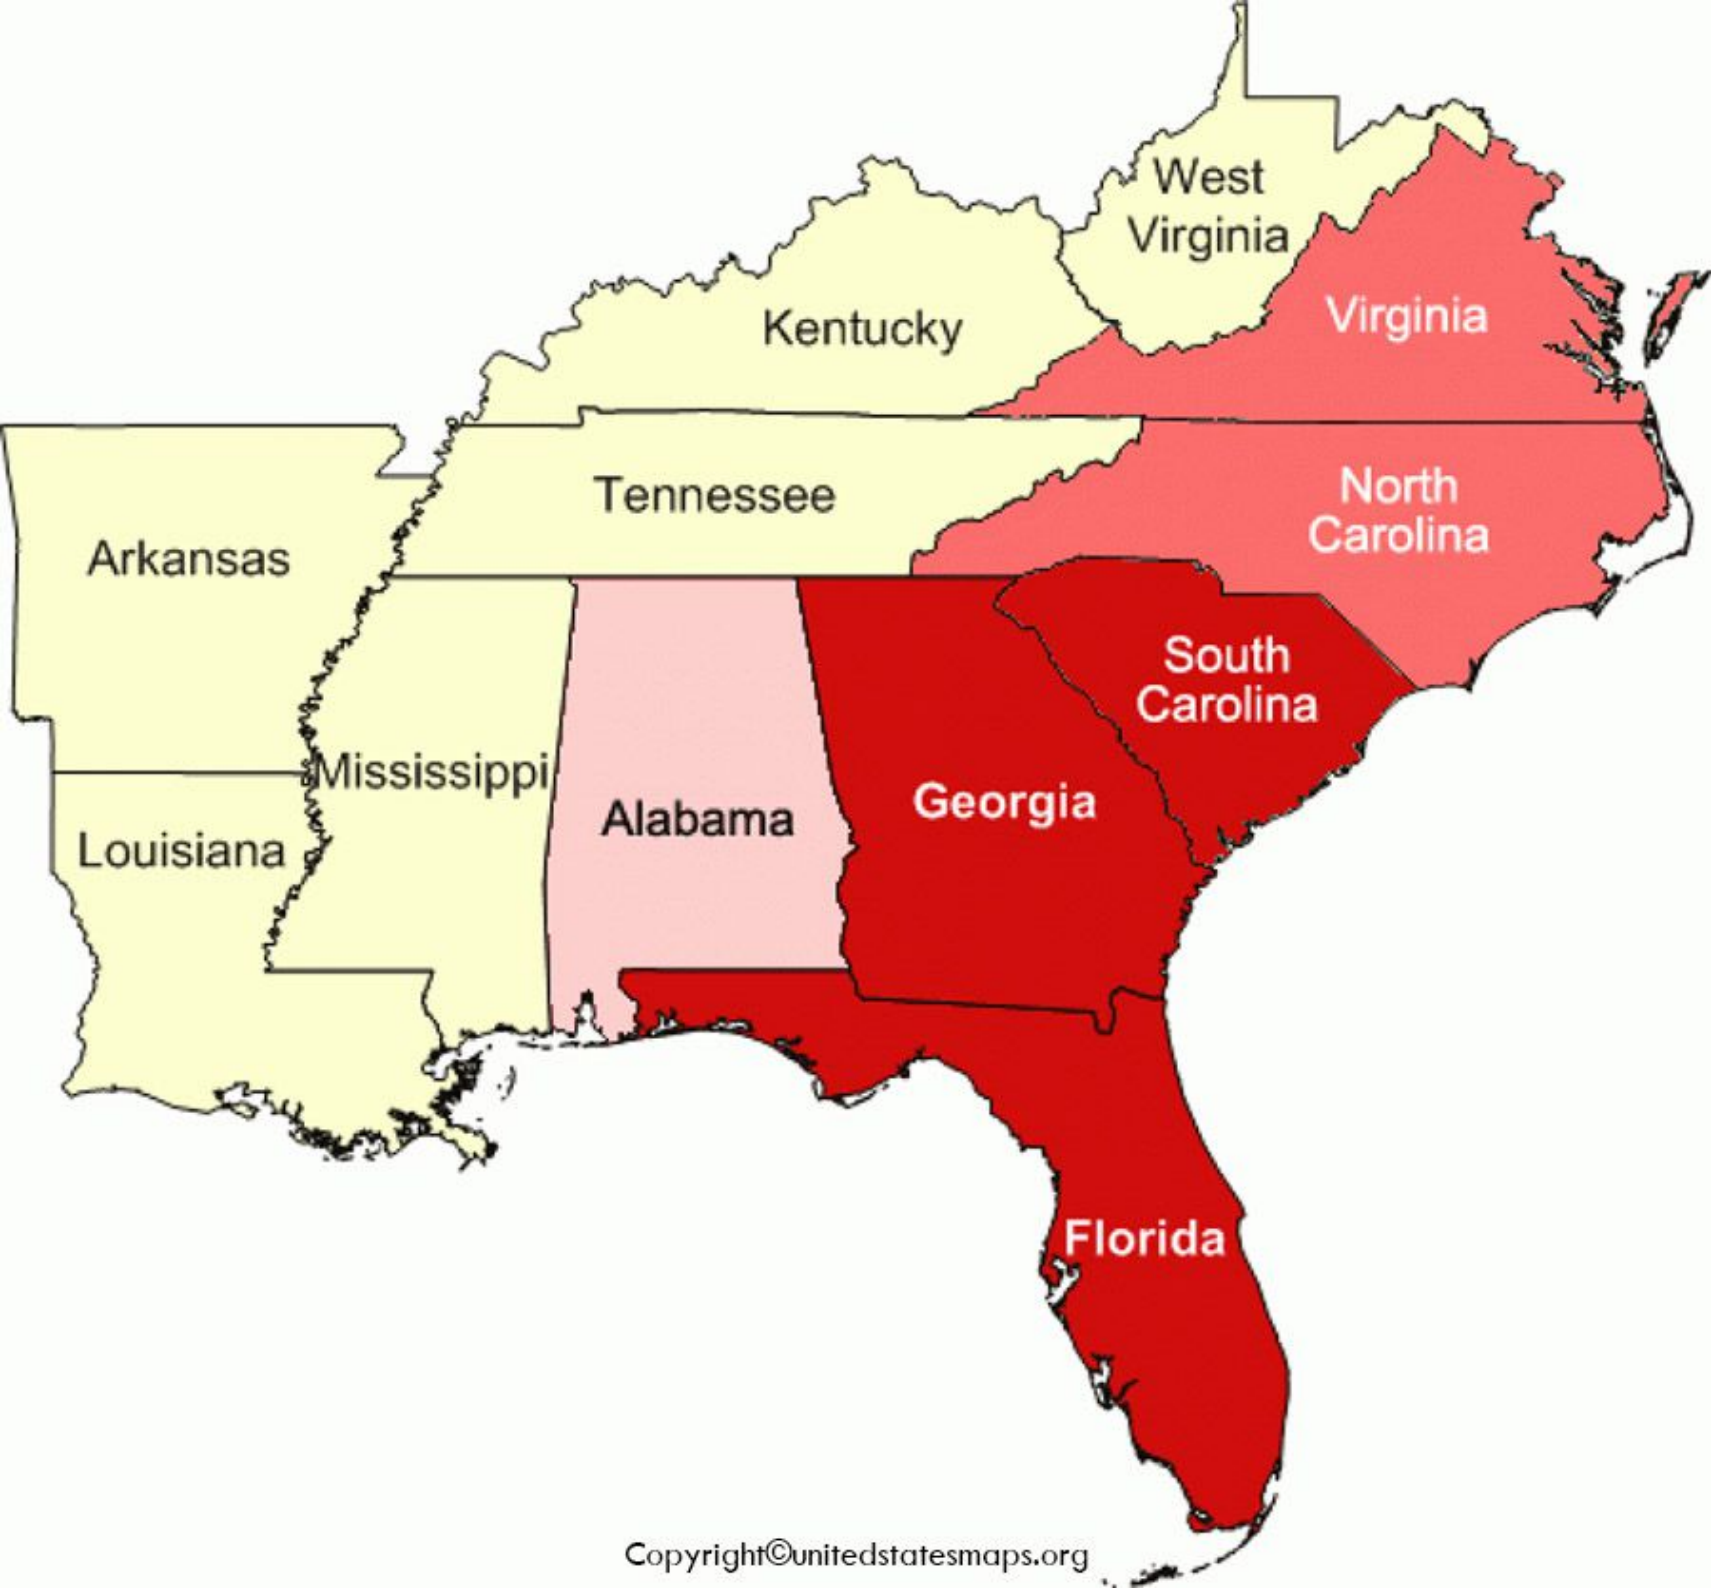 West
Virginia
Virginia
Kentucky
North
Carolina
Tennessee
Arkansas
South
Carolina
Mississippi
Georgia
Alabama
Louisiana
Florida
Copyright©unitedstatesmaps.org